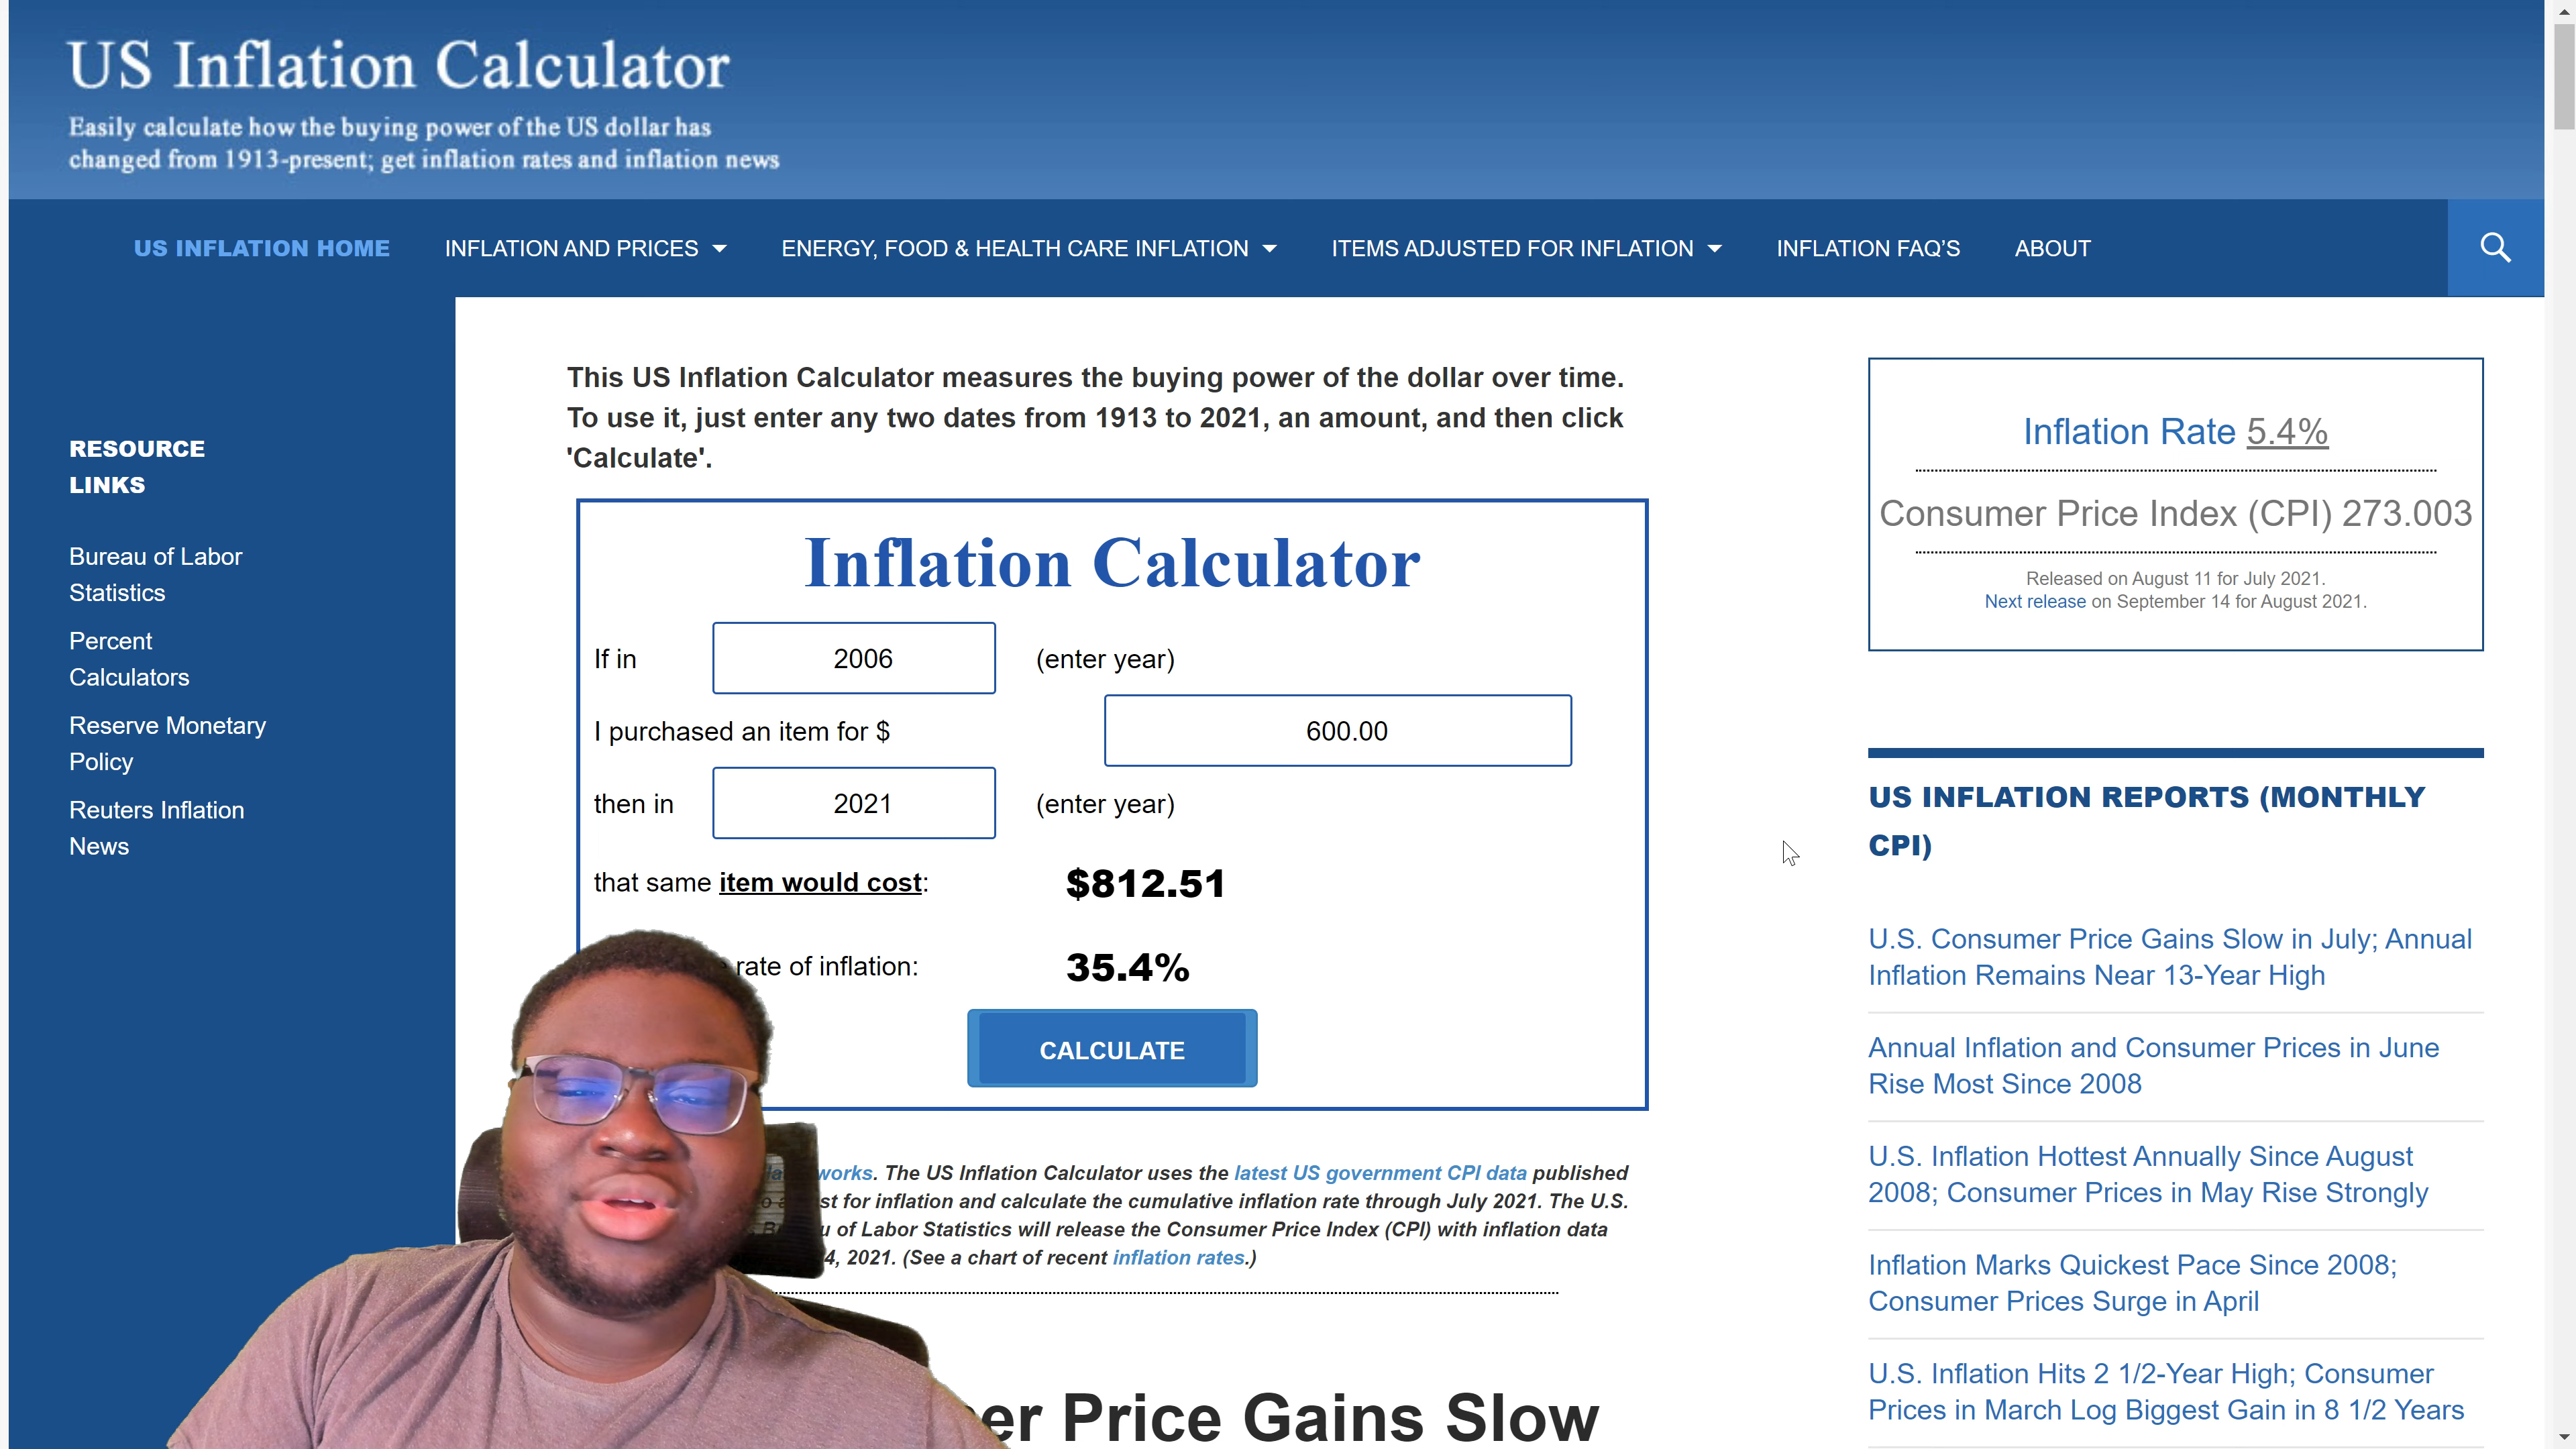 US Inflation Calculator
Easily calculate how the buying power of the US dollar has
changed from 1913-present; get inflation rates and inflation news
US INFLATION HOME
INFLATION AND PRICES
ENERGY, FOOD & HEALTH CARE INFLATION
ITEMS ADJUSTED FOR INFLATION
INFLATION FAQ'S
ABOUT
RESOURCE
LINKS
Bureau of Labor
Statistics
Percent
Calculators
Reserve Monetary
Policy
Reuters Inflation
News
This US Inflation Calculator measures the buying power of the dollar over time.
To use it, just enter any two dates from 1913 to 2021, an amount, and then click
'Calculate'.
Inflation Calculator
If in 2006 (enter year)
I purchased an item for $ 600.00
then in 2021 (enter year)
that same item would cost: $812.51
rate of inflation: 35.4%
CALCULATE
works. The US Inflation Calculator uses the latest US government CPI data published
for inflation and calculate the cumulative inflation rate through July 2021. The U.S.
of Labor Statistics will release the Consumer Price Index (CPI) with inflation data
4, 2021. (See a chart of recent inflation rates.)
Price Gains Slow
Inflation Rate 5.4%
Consumer Price Index (CPI) 273.003
Released on August 11 for July 2021.
Next release on September 14 for August 2021.
US INFLATION REPORTS (MONTHLY
CPI)
U.S. Consumer Price Gains Slow in July; Annual
Inflation Remains Near 13-Year High
Annual Inflation and Consumer Prices in June
Rise Most Since 2008
U.S. Inflation Hottest Annually Since August
2008; Consumer Prices in May Rise Strongly
Inflation Marks Quickest Pace Since 2008;
Consumer Prices Surge in April
U.S. Inflation Hits 2 1/2-Year High; Consumer
Prices in March Log Biggest Gain in 8 1/2 Years